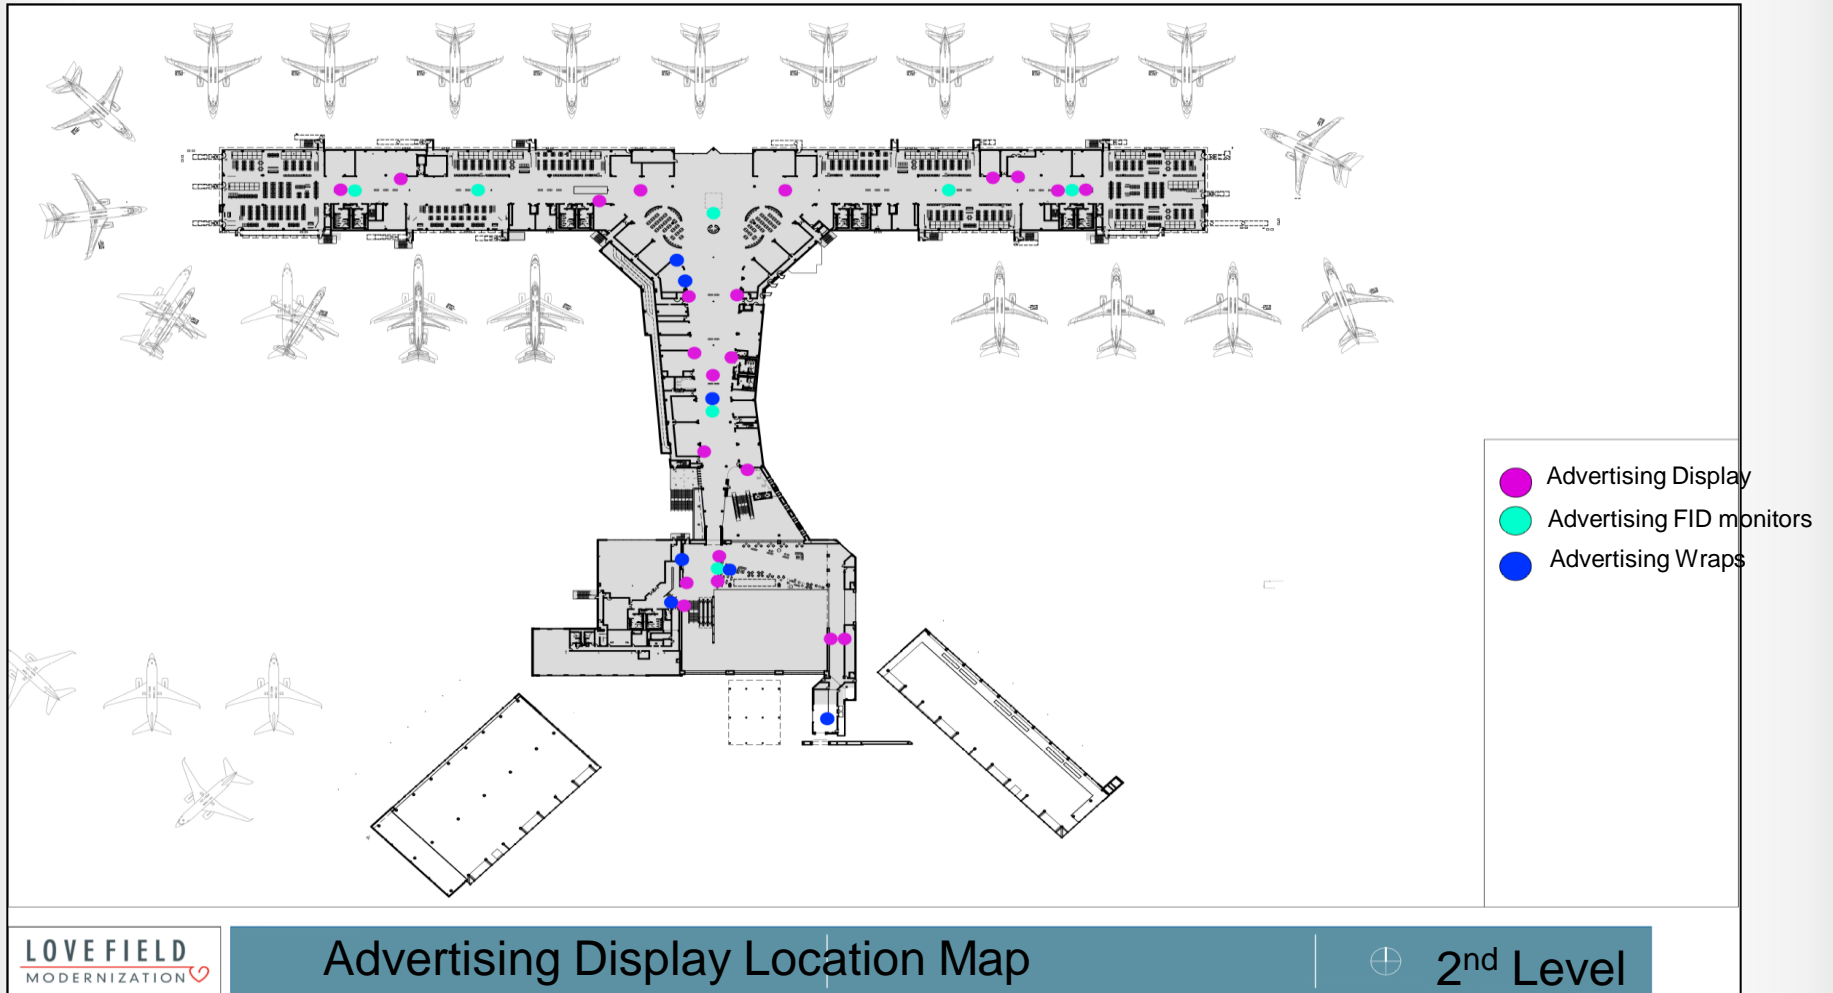 Advertising Display
Advertising FID monitors
Advertising Wraps
LOVE FIELD
MODERNIZATION
Advertising Display Location Map
2nd Level